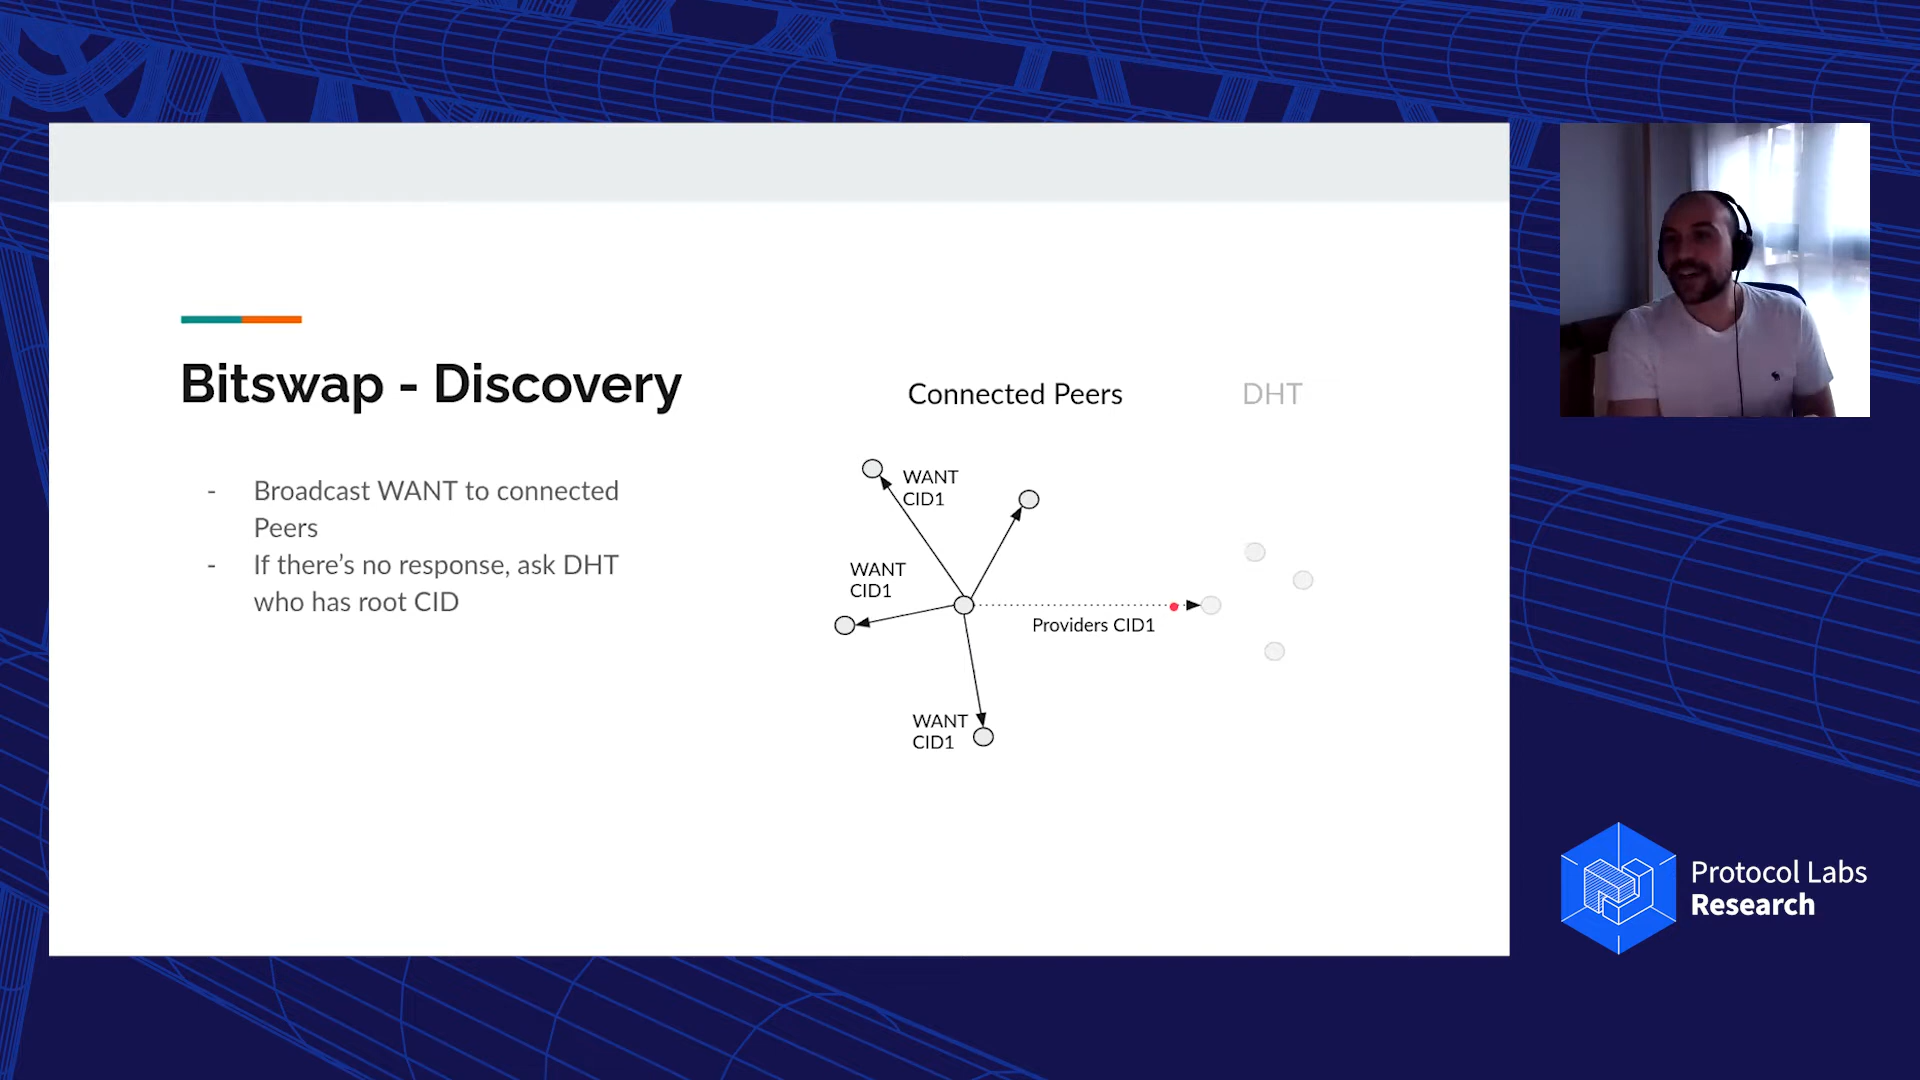 Bitswap - Discovery
- Broadcast WANT to connected
Peers
- If there’s no response, ask DHT
who has root CID
Connected Peers
DHT
WANT
CID1
WANT
CID1
Providers CID1
WANT
CID1
Protocol Labs
Research